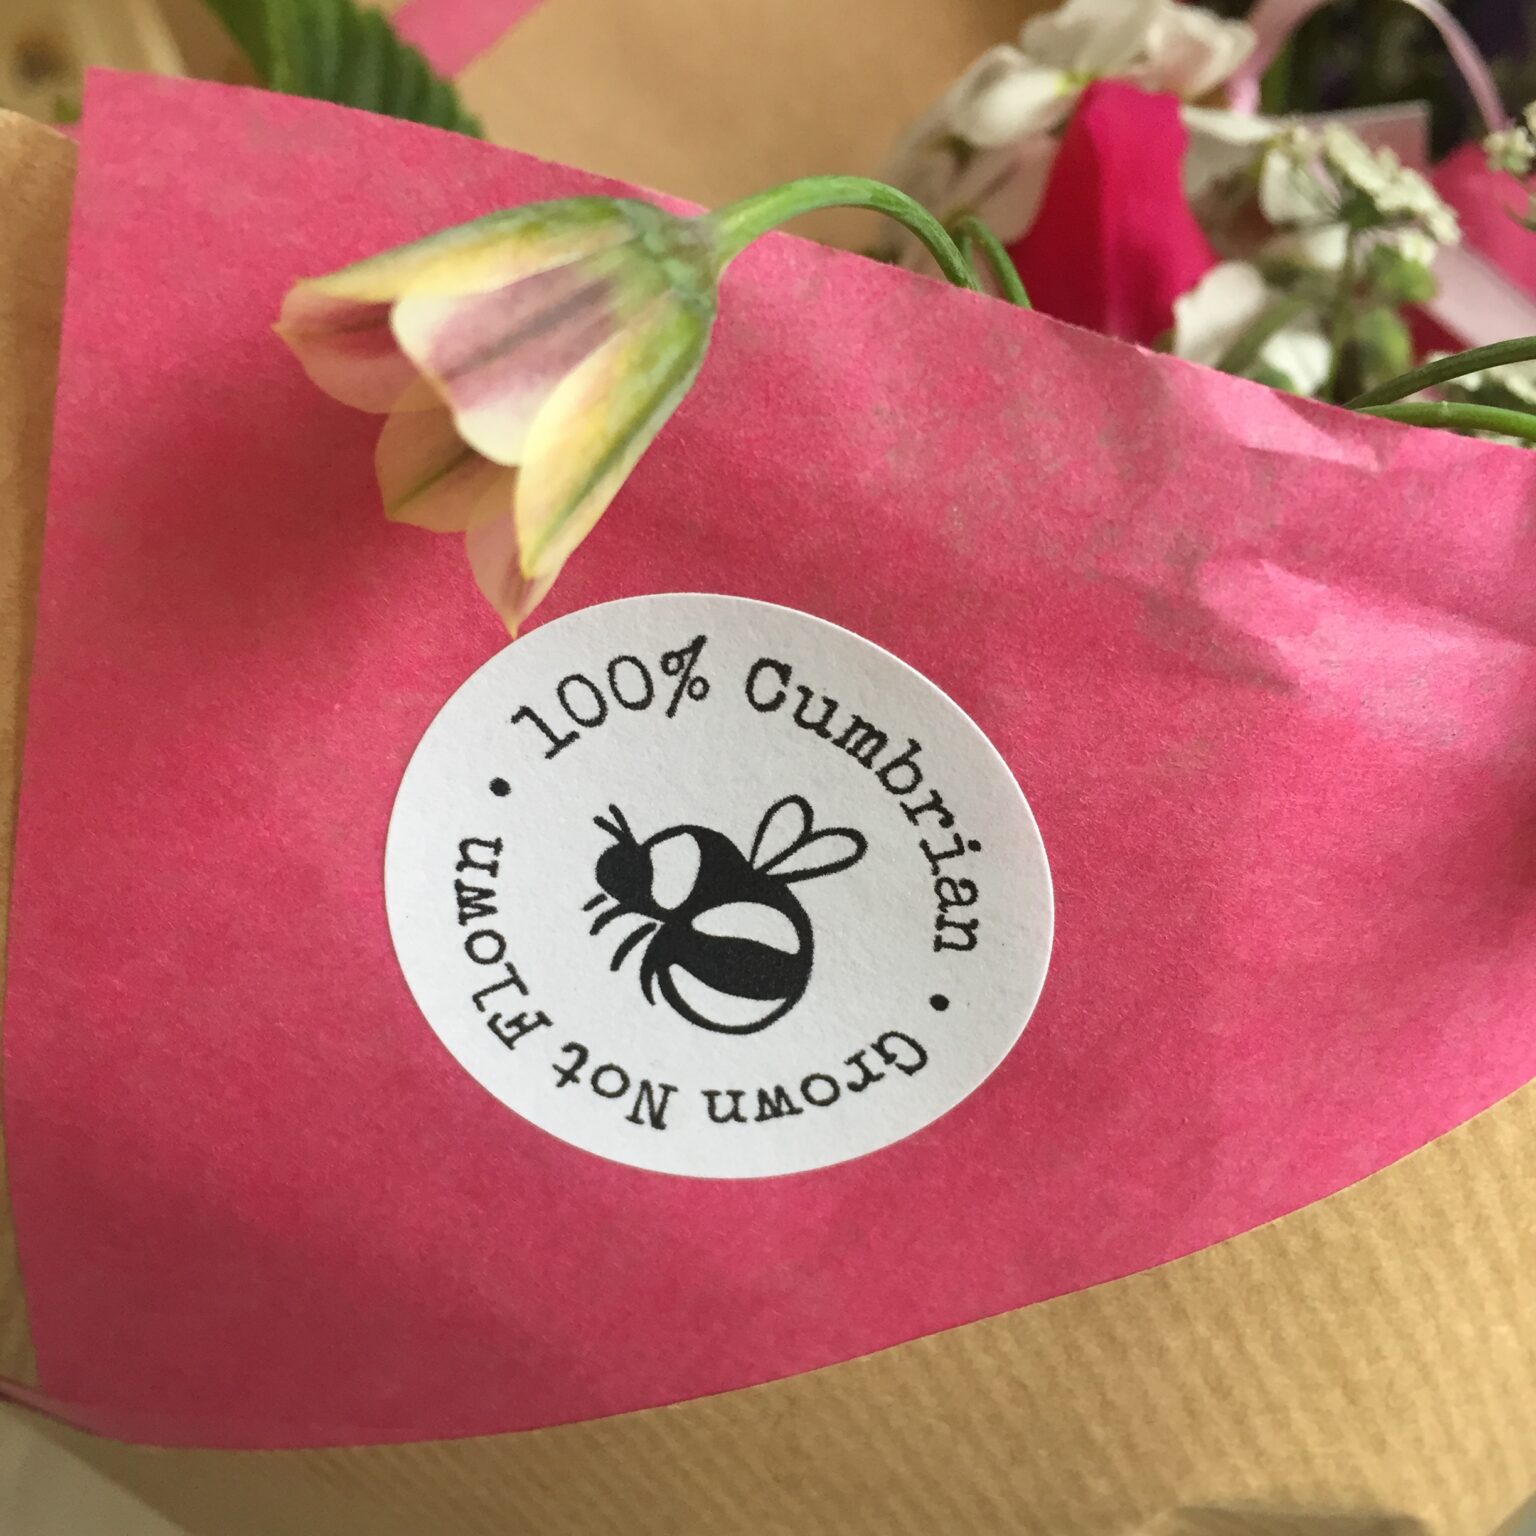 100% Cumbrian
• Grown Not Flown •